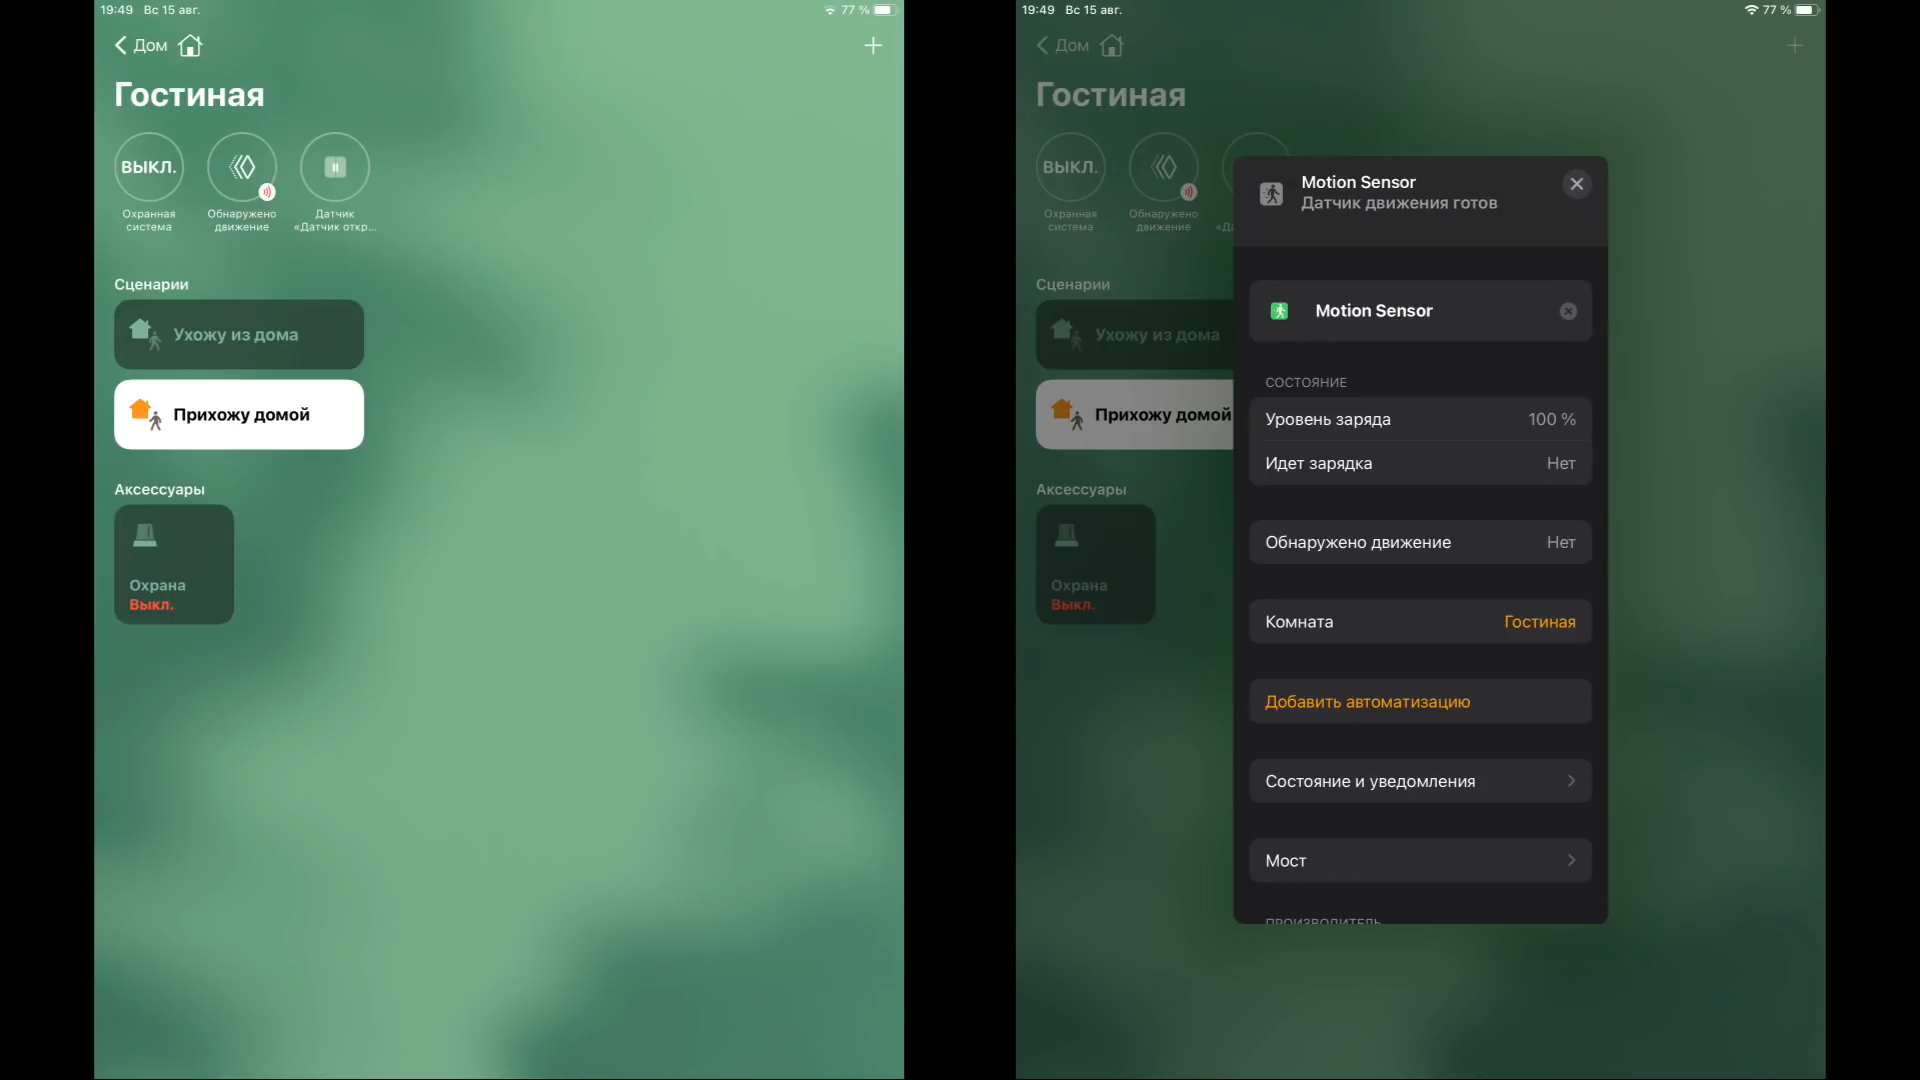 19:49 Вс 15 авг.
77 %
Дом
Гостиная
ВЫКЛ.
Охранная
система
Обнаружено
движение
Датчик
«Датчик откр...
Сценарии
Ухожу из дома
Прихожу домой
Аксессуары
Охрана
Выкл.
19:49 Вс 15 авг.
77 %
Дом
Гостиная
ВЫКЛ.
Охранная
система
Обнаружено
движение
Сценарии
Ухожу из дома
Прихожу домой
Аксессуары
Охрана
Выкл.
Motion Sensor
Датчик движения готов
Motion Sensor
СОСТОЯНИЕ
Уровень заряда 100 %
Идет зарядка Нет
Обнаружено движение Нет
Комната Гостиная
Добавить автоматизацию
Состояние и уведомления
Мост
ПРОИЗВОДИТЕЛЬ